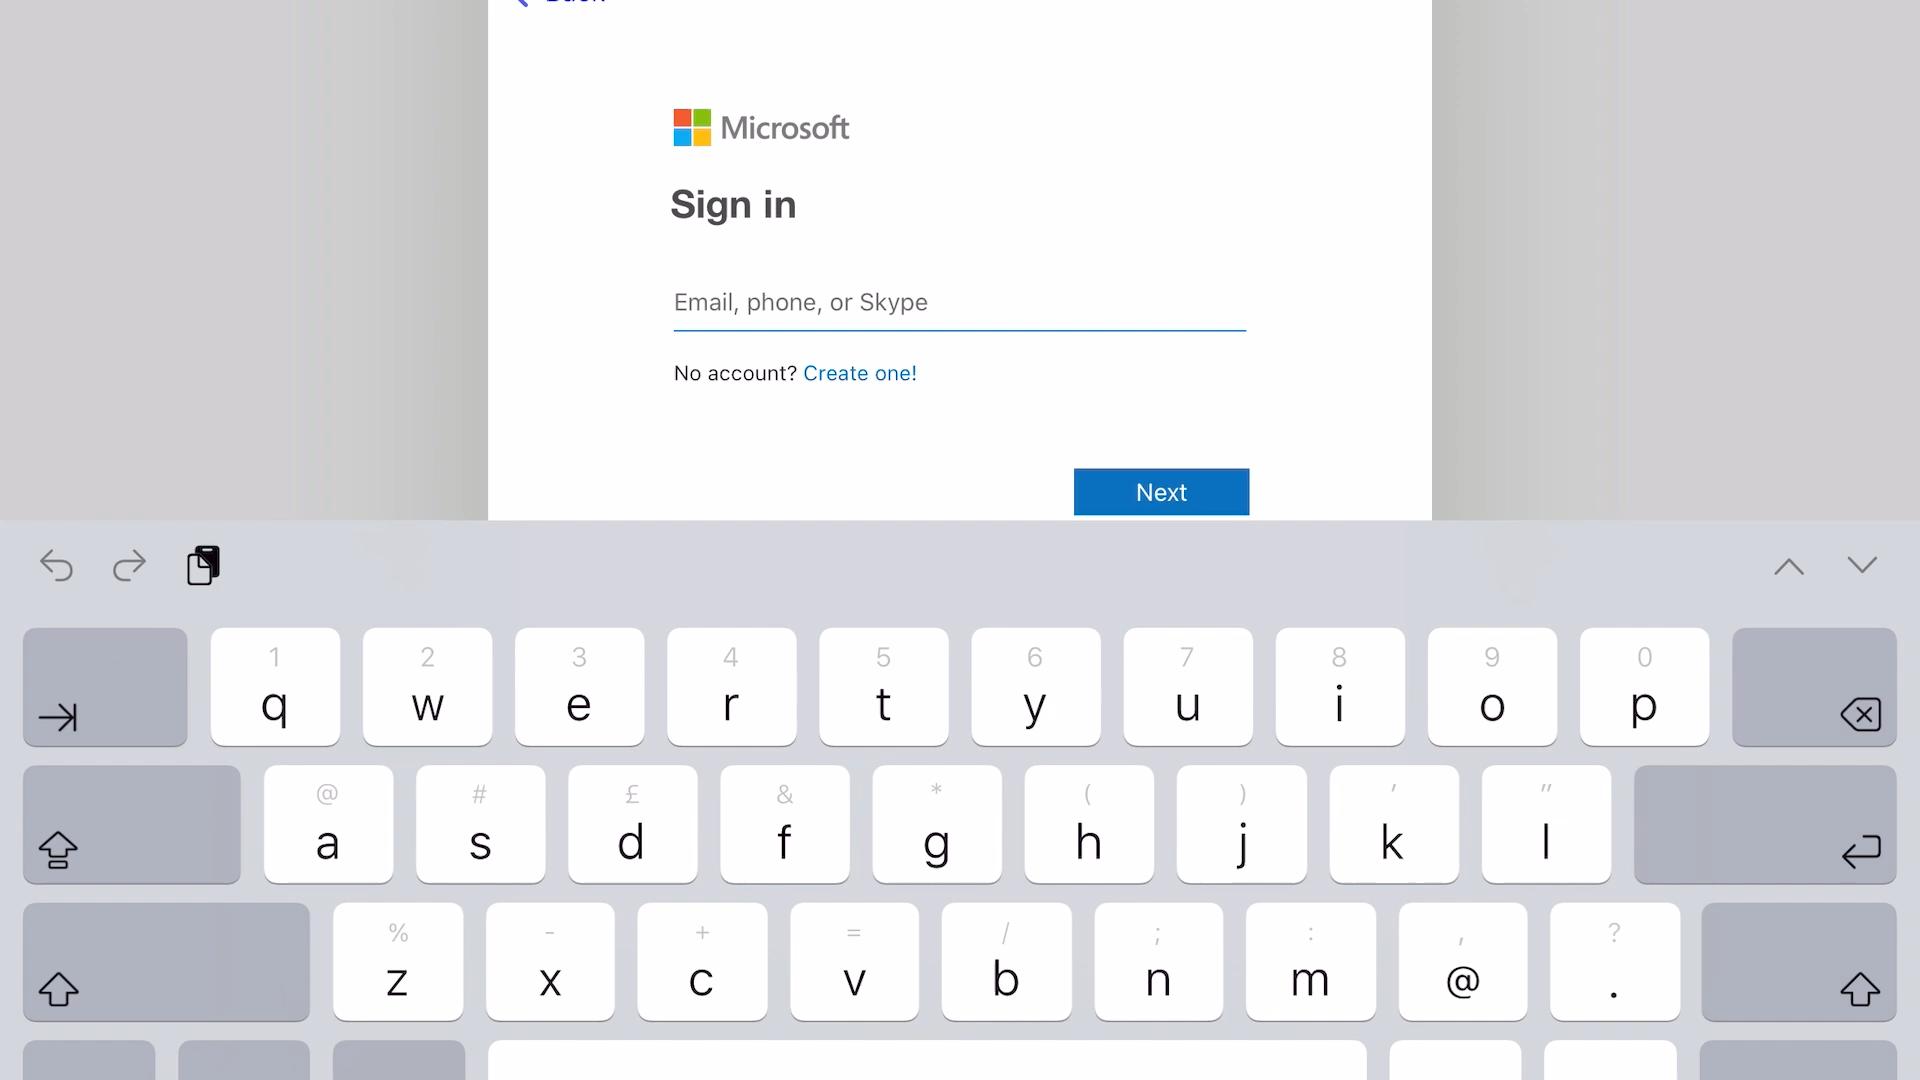 Back
Microsoft
Sign in
Email, phone, or Skype
No account? Create one!
Next
1 2 3 4 5 6 7 8 9 0
q w e r t y u i o p
@ # £ & * ( ) ' "
a s d f g h j k l
% - + = / ; : , ?
z x c v b n m @ .